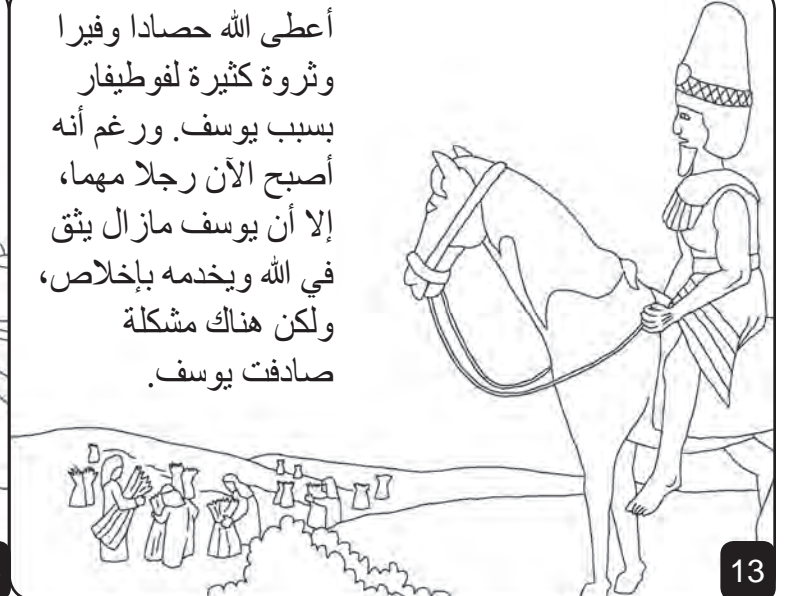 أعطى الله حصادا وفيرا
وثروة كثيرة لفوطيفار
بسبب يوسف. ورغم أنه
أصبح الآن رجلا مهما،
إلا أن يوسف مازال يثق
في الله ويخدمه بإخلاص،
ولكن هناك مشكلة
صادفت يوسف.
13